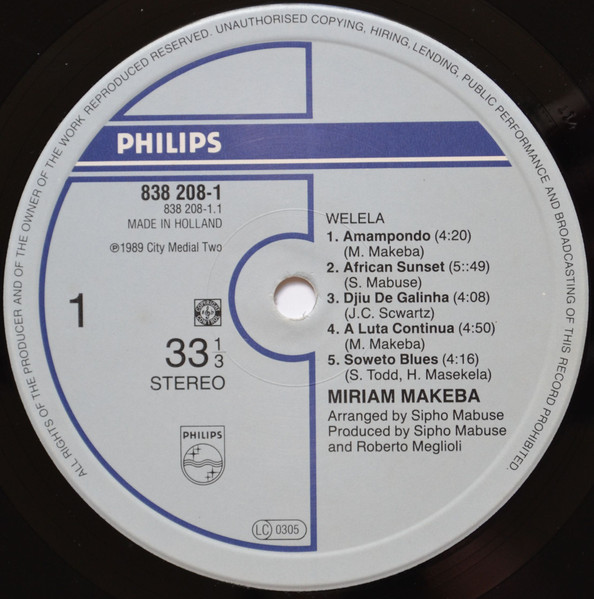 ALL RIGHTS OF THE PRODUCER AND OF THE OWNER OF THE WORK REPRODUCED RESERVED. UNAUTHORISED COPYING, HIRING, LENDING, PUBLIC PERFORMANCE AND BROADCASTING OF THIS RECORD PROHIBITED.
PHILIPS
838 208-1
838 208-1.1
MADE IN HOLLAND
℗1989 City Medial Two
1
33 1/3
STEREO
PHILIPS
LC 0305
WELELA
1. Amampondo (4:20)
(M. Makeba)
2. African Sunset (5::49)
(S. Mabuse)
3. Djiu De Galinha (4:08)
(J.C. Scwartz)
4. A Luta Continua (4:50)
(M. Makeba)
5. Soweto Blues (4:16)
(S. Todd, H. Masekela)
MIRIAM MAKEBA
Arranged by Sipho Mabuse
Produced by Sipho Mabuse
and Roberto Meglioli